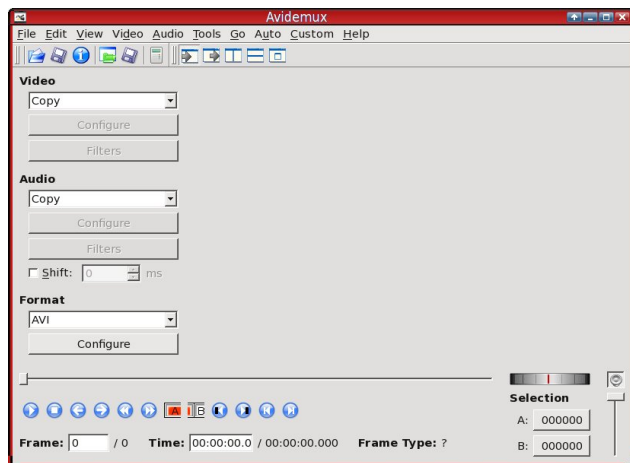 Avidemux
File Edit View Video Audio Tools Go Auto Custom Help
Video
Copy
Configure
Filters
Audio
Copy
Configure
Filters
Shift: 0 ms
Format
AVI
Configure
A B
Selection
A: 000000
Frame: 0 / 0 Time: 00:00:00.0 / 00:00:00.000 Frame Type: ?
B: 000000